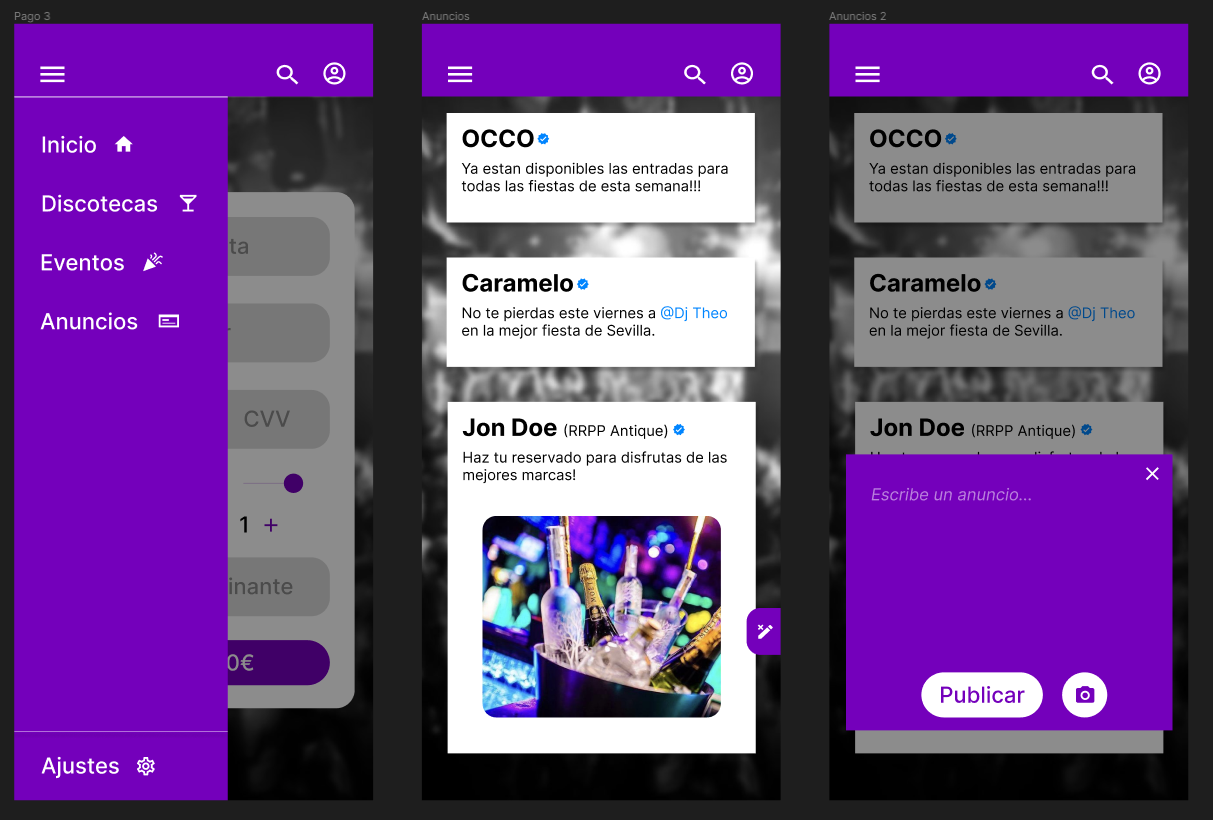 Pago 3
Inicio
Discotecas
Eventos
Anuncios
ta
CVV
1 +
inante
0€
Ajustes
Anuncios
OCCO
Ya estan disponibles las entradas para
todas las fiestas de esta semana!!!
Caramelo
No te pierdas este viernes a @Dj Theo
en la mejor fiesta de Sevilla.
Jon Doe (RRPP Antique)
Haz tu reservado para disfrutas de las
mejores marcas!
Anuncios 2
OCCO
Ya estan disponibles las entradas para
todas las fiestas de esta semana!!!
Caramelo
No te pierdas este viernes a @Dj Theo
en la mejor fiesta de Sevilla.
Jon Doe (RRPP Antique)
Escribe un anuncio...
Publicar